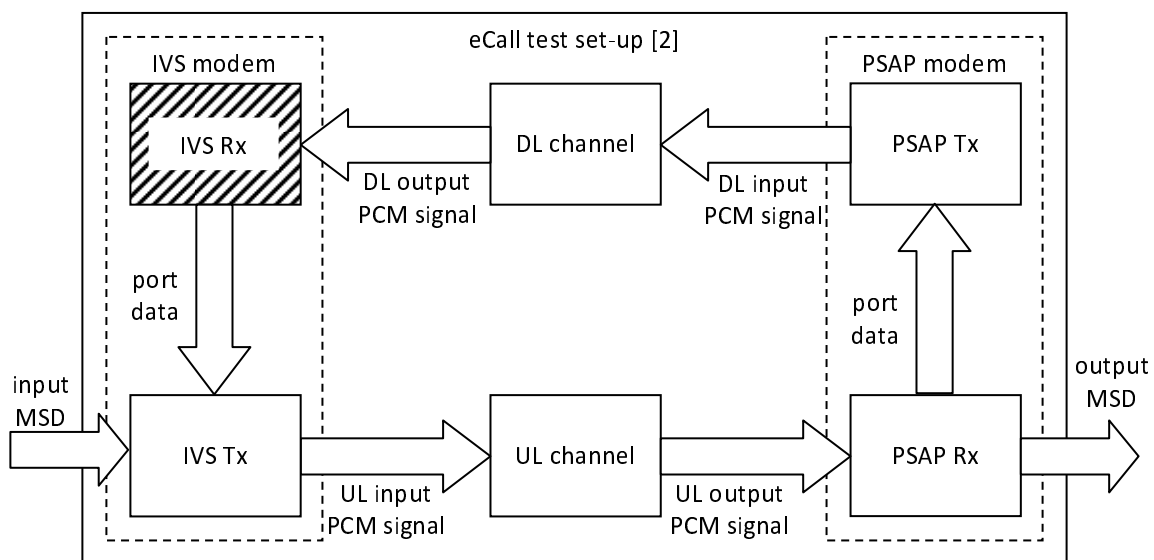 eCall test set-up [2]
IVS modem
PSAP modem
IVS Rx
DL channel
PSAP Tx
DL output
PCM signal
DL input
PCM signal
port
data
port
data
input
MSD
output
MSD
IVS Tx
UL channel
PSAP Rx
UL input
PCM signal
UL output
PCM signal